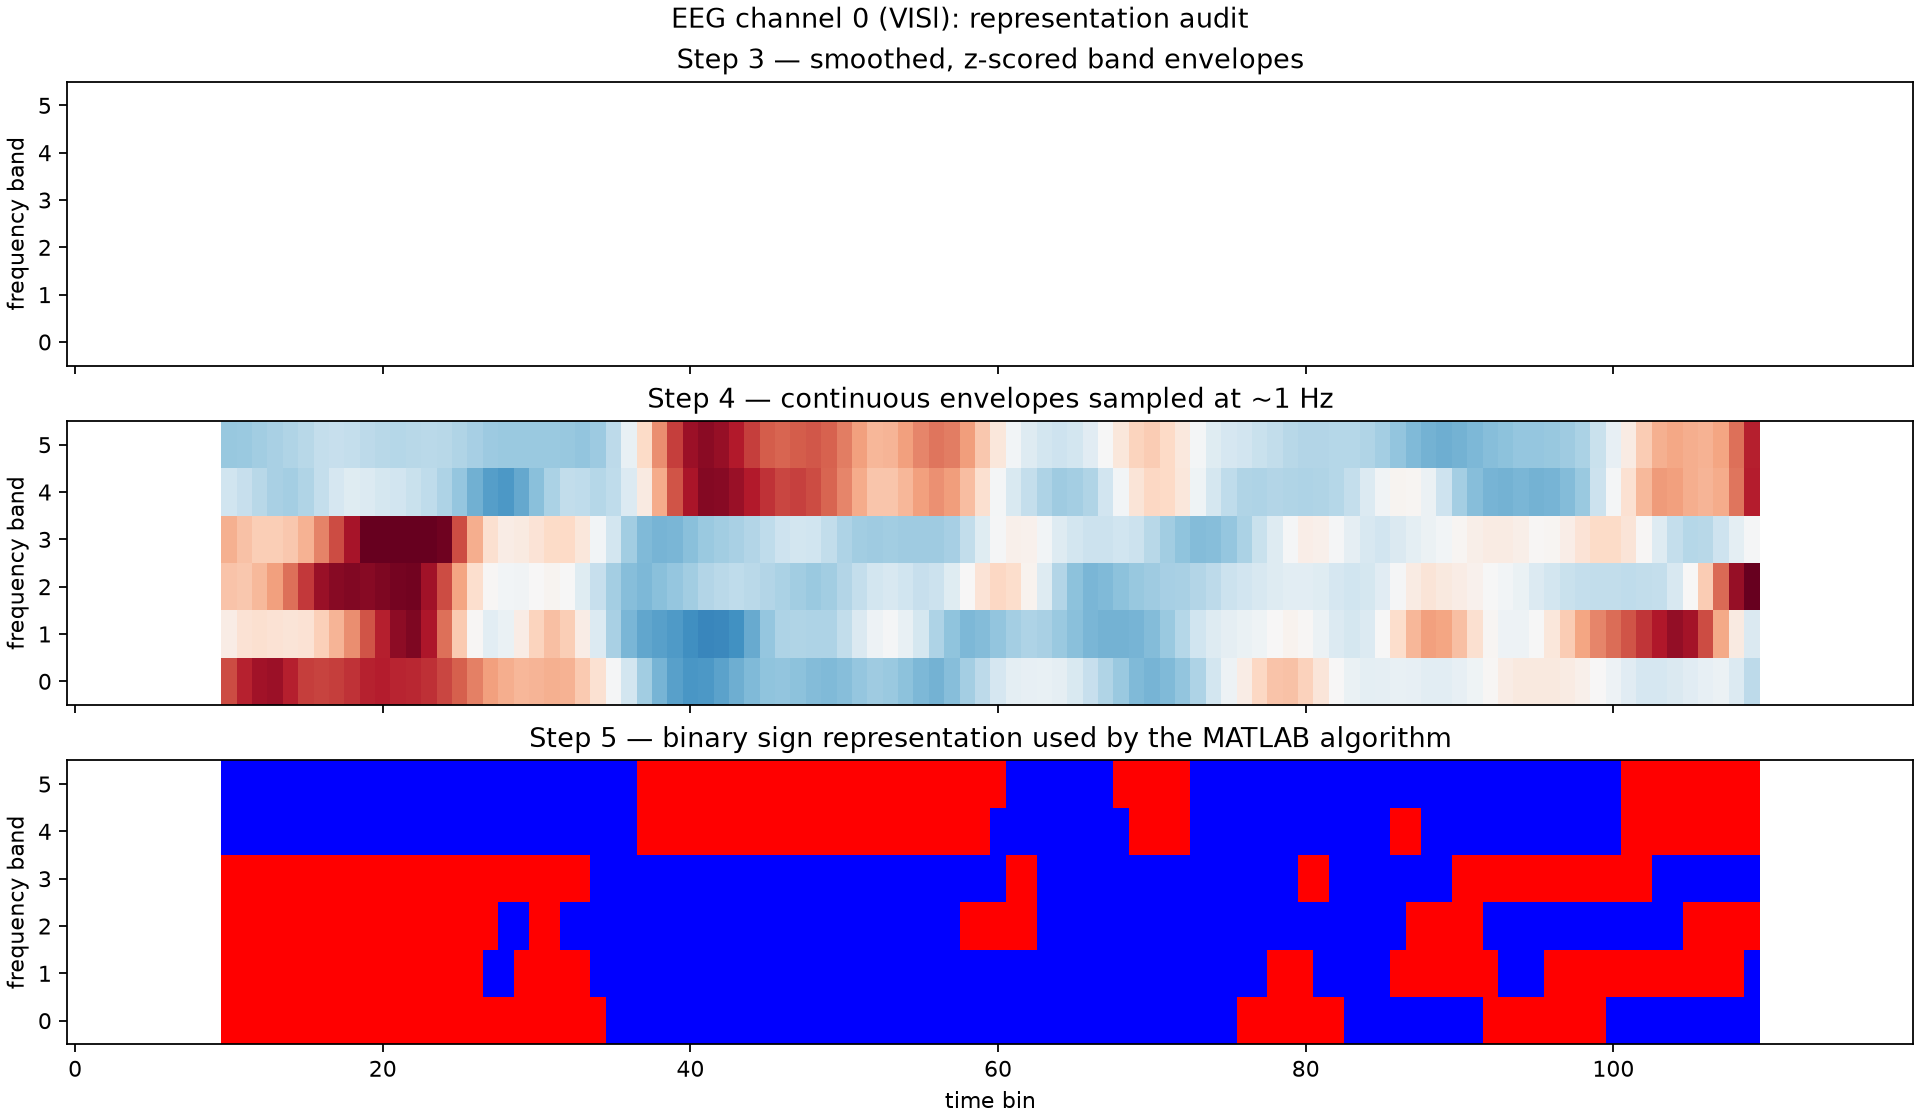 EEG channel 0 (VISl): representation audit
Step 3 — smoothed, z-scored band envelopes
frequency band
5
4
3
2
1
0
Step 4 — continuous envelopes sampled at ~1 Hz
frequency band
5
4
3
2
1
0
Step 5 — binary sign representation used by the MATLAB algorithm
frequency band
5
4
3
2
1
0
0 20 40 60 80 100
time bin